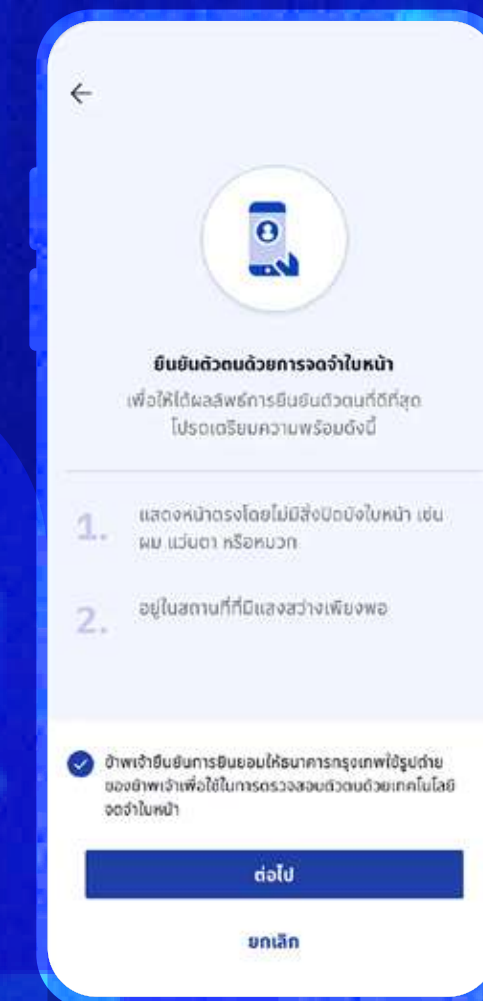 ยืนยันตัวตนด้วยการจดจำใบหน้า
เพื่อให้ได้ผลลัพธ์การยืนยันตัวตนที่ดีที่สุด
โปรดเตรียมความพร้อมดังนี้
1. แสดงหน้าตรงโดยไม่มีสิ่งปิดบังใบหน้า เช่น
ผม แว่นตา หรือหมวก
2. อยู่ในสถานที่ที่มีแสงสว่างเพียงพอ
ข้าพเจ้ายืนยันการยินยอมให้ธนาคารกรุงเทพใช้รูปถ่าย
ของข้าพเจ้าเพื่อใช้ในการตรวจสอบตัวตนด้วยเทคโนโลยี
จดจำใบหน้า
ต่อไป
ยกเลิก